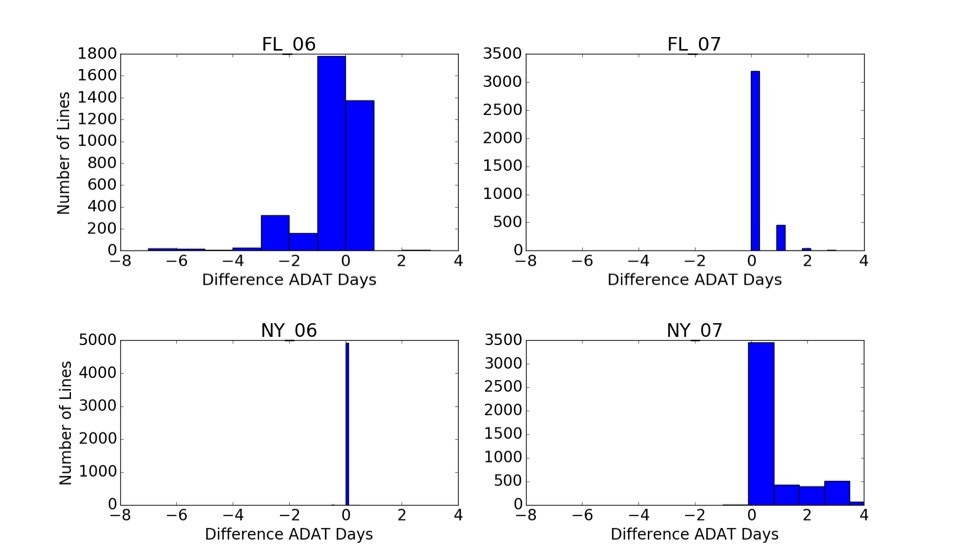 FL_06
1800
1600
1400
1200
1000
800
600
400
200
0
−8 −6 −4 −2 0 2 4
Number of Lines
Difference ADAT Days
FL_07
3500
3000
2500
2000
1500
1000
500
0
−8 −6 −4 −2 0 2 4
Difference ADAT Days
NY_06
5000
4000
3000
2000
1000
0
−8 −6 −4 −2 0 2 4
Number of Lines
Difference ADAT Days
NY_07
3500
3000
2500
2000
1500
1000
500
0
−8 −6 −4 −2 0 2 4
Difference ADAT Days